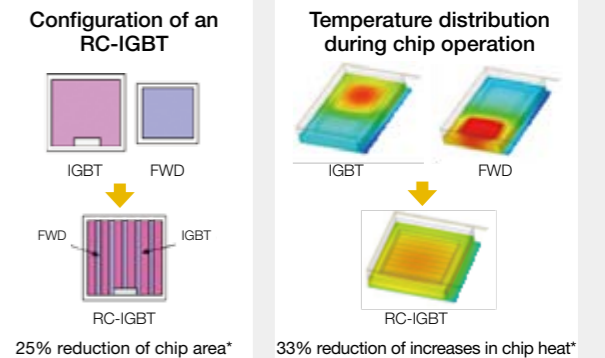 Configuration of an
RC-IGBT
IGBT
FWD
FWD
IGBT
RC-IGBT
25% reduction of chip area*
Temperature distribution
during chip operation
IGBT
FWD
RC-IGBT
33% reduction of increases in chip heat*